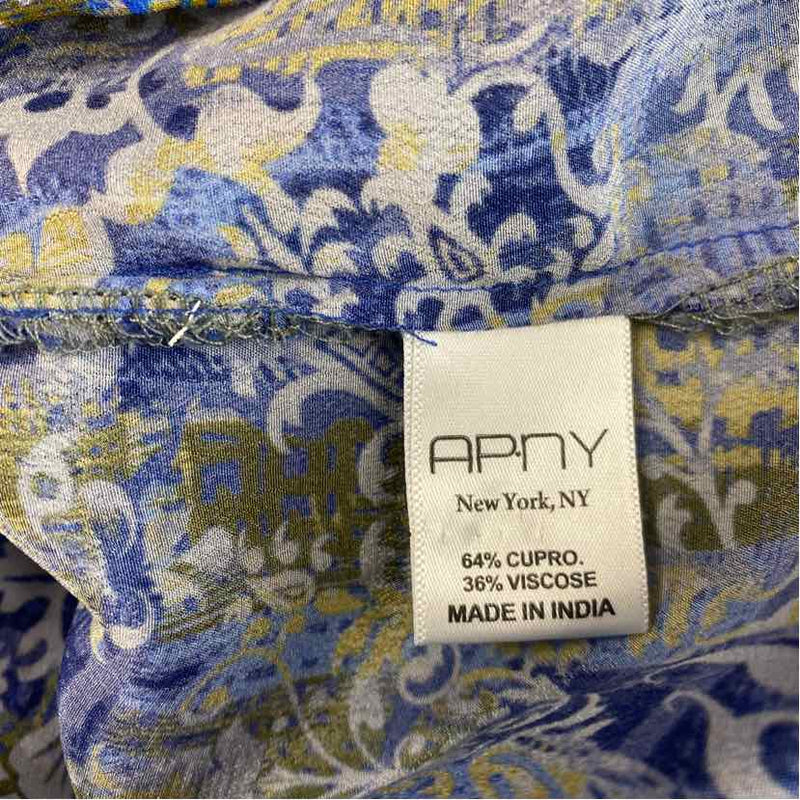 AP·NY
New York, NY
64% CUPRO.
36% VISCOSE
MADE IN INDIA